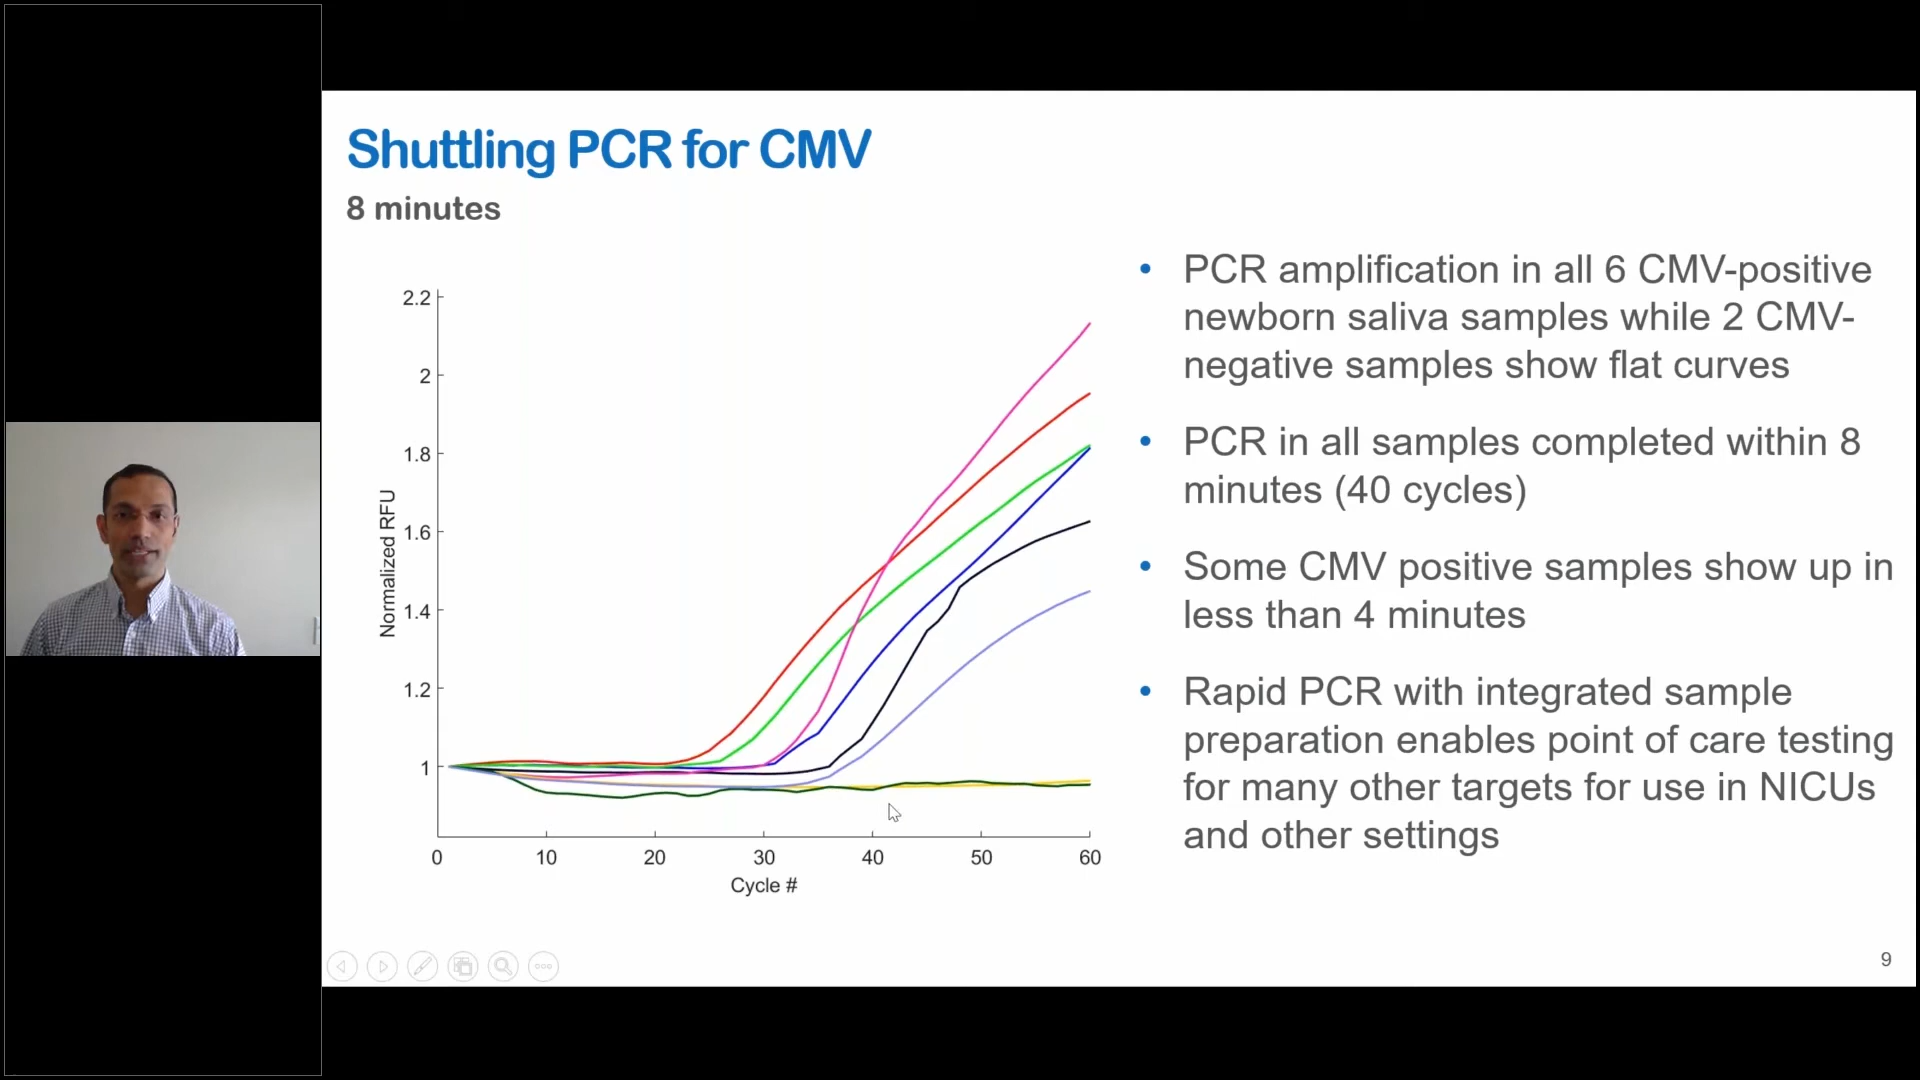 Shuttling PCR for CMV
8 minutes
2.2
2
1.8
1.6
1.4
1.2
1
Normalized RFU
0 10 20 30 40 50 60
Cycle #
• PCR amplification in all 6 CMV-positive
newborn saliva samples while 2 CMV-
negative samples show flat curves
• PCR in all samples completed within 8
minutes (40 cycles)
• Some CMV positive samples show up in
less than 4 minutes
• Rapid PCR with integrated sample
preparation enables point of care testing
for many other targets for use in NICUs
and other settings
9